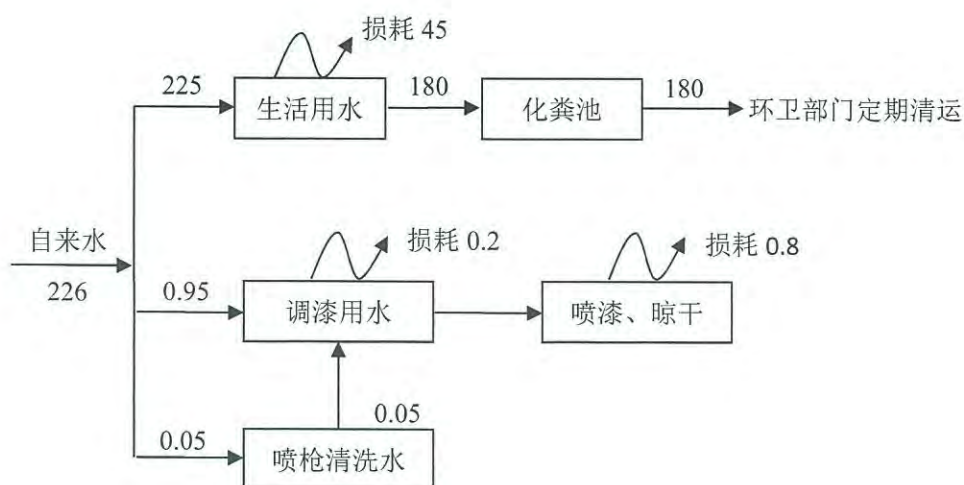 损耗 45
225
生活用水
180
化粪池
180
环卫部门定期清运
自来水
226
损耗 0.2
损耗 0.8
0.95
调漆用水
喷漆、晾干
0.05
0.05
喷枪清洗水